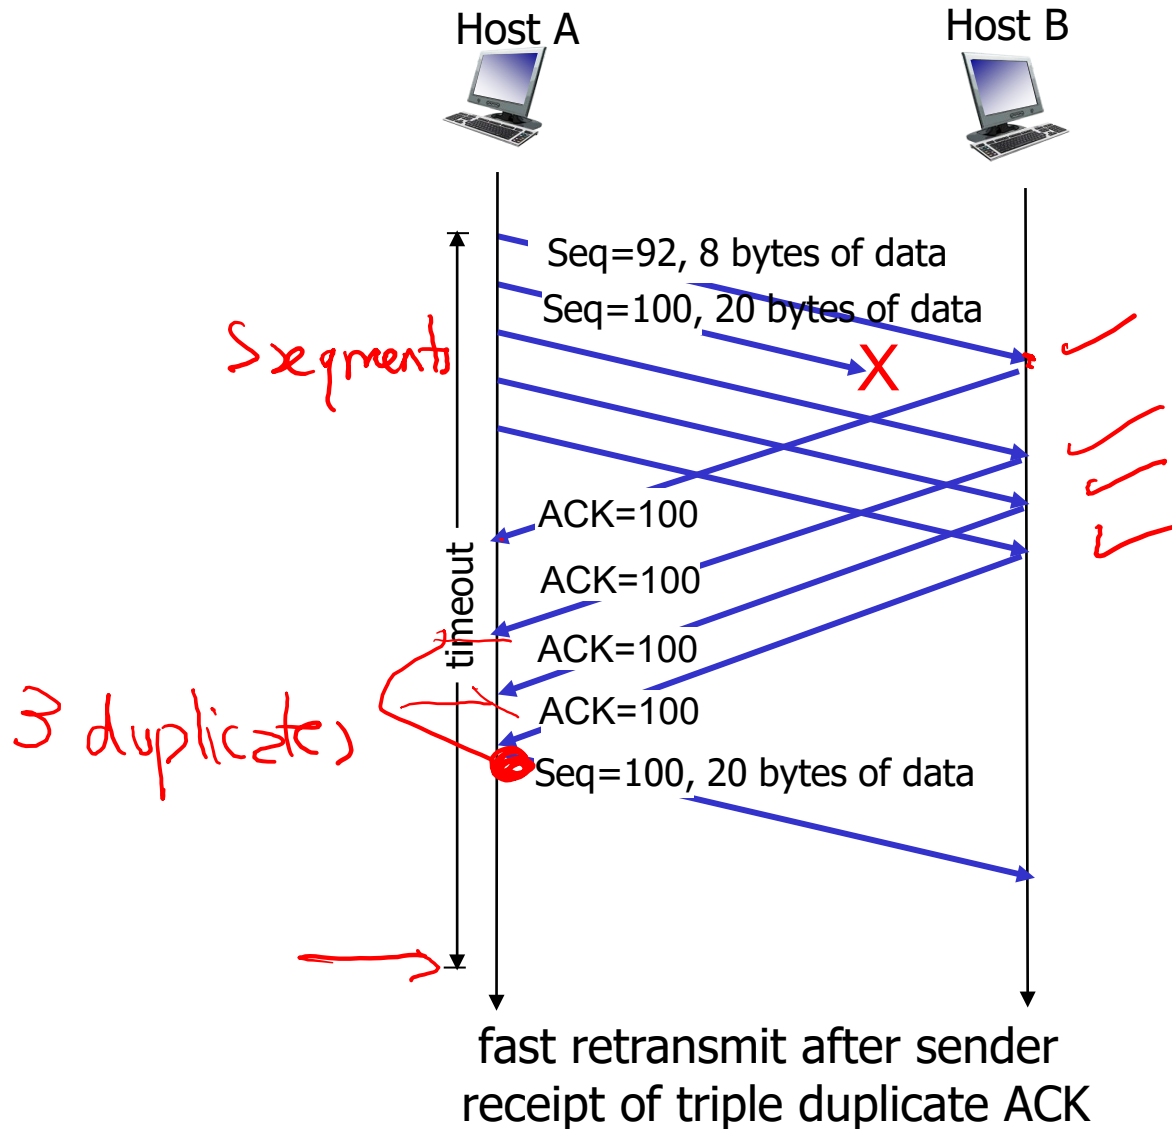 Host A
Host B
Seq=92, 8 bytes of data
Seq=100, 20 bytes of data
5 segments
X
ACK=100
ACK=100
timeout
ACK=100
ACK=100
3 duplicates
Seq=100, 20 bytes of data
fast retransmit after sender
receipt of triple duplicate ACK